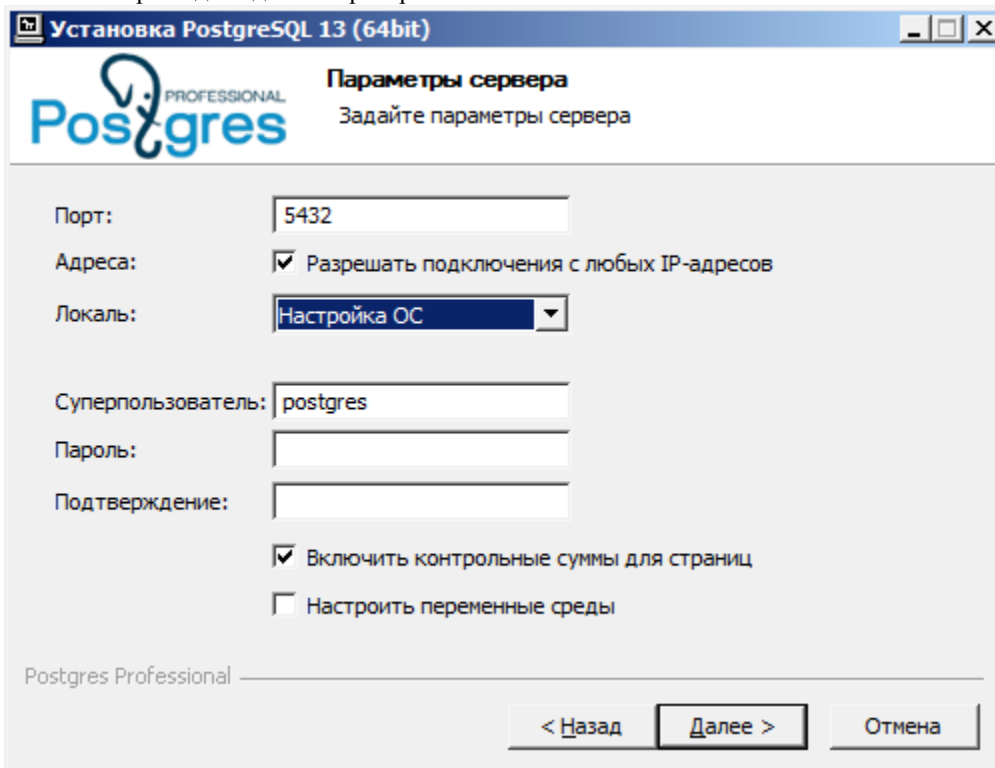 Установка PostgreSQL 13 (64bit)
Postgres PROFESSIONAL
Параметры сервера
Задайте параметры сервера
Порт: 5432
Адреса: Разрешать подключения с любых IP-адресов
Локаль: Настройка ОС
Суперпользователь: postgres
Пароль:
Подтверждение:
Включить контрольные суммы для страниц
Настроить переменные среды
Postgres Professional
< Назад Далее > Отмена